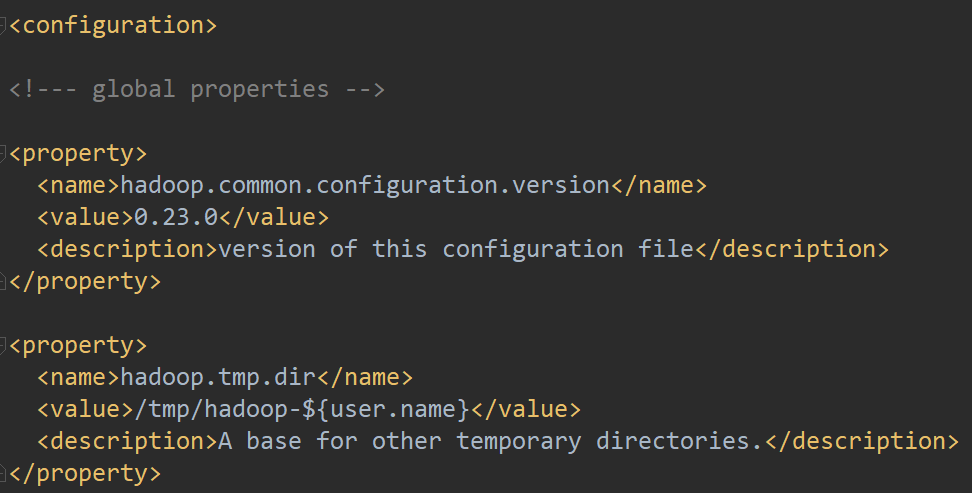 <configuration>
<!--- global properties -->
<property>
<name>hadoop.common.configuration.version</name>
<value>0.23.0</value>
<description>version of this configuration file</description>
</property>
<property>
<name>hadoop.tmp.dir</name>
<value>/tmp/hadoop-${user.name}</value>
<description>A base for other temporary directories.</description>
</property>